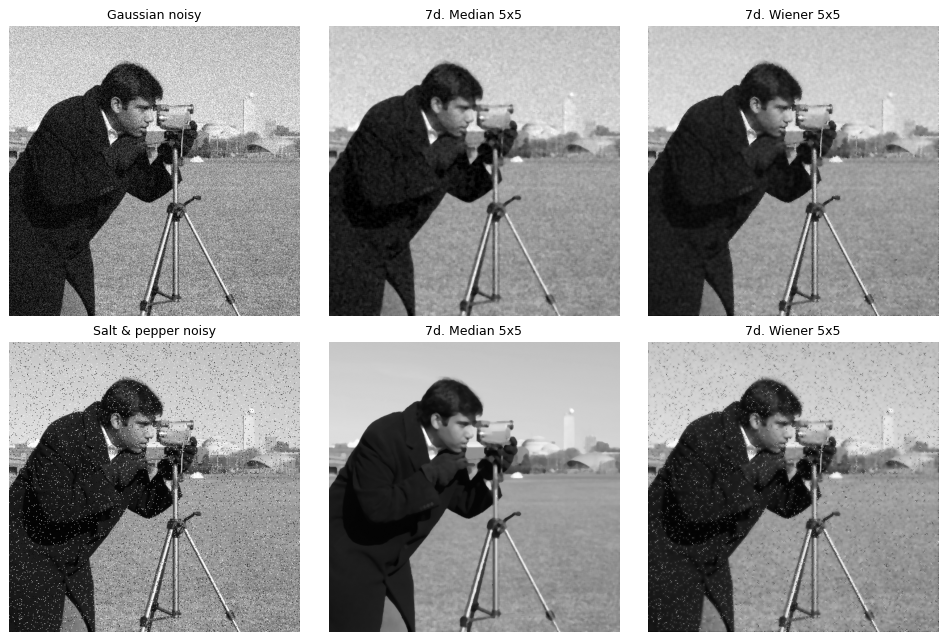 Gaussian noisy
7d. Median 5x5
7d. Wiener 5x5
Salt & pepper noisy
7d. Median 5x5
7d. Wiener 5x5